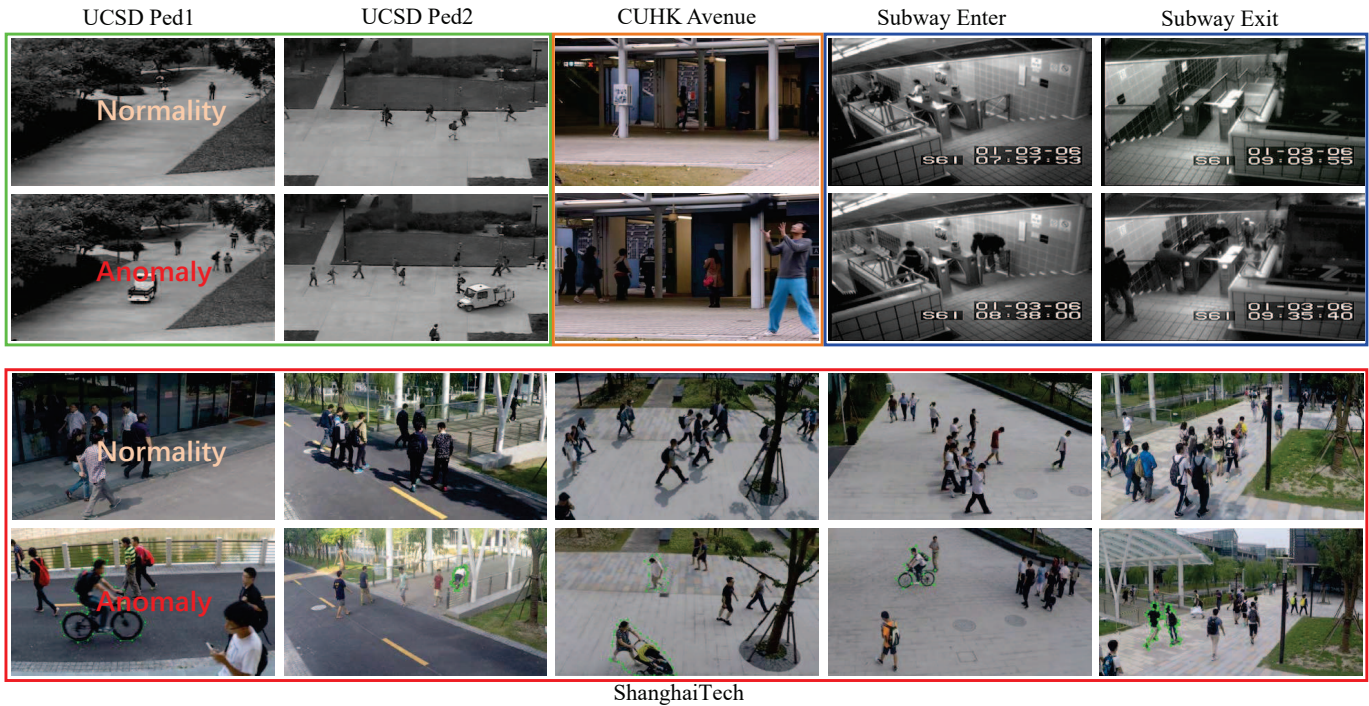 UCSD Ped1
UCSD Ped2
CUHK Avenue
Subway Enter
Subway Exit
Normality
01-03-06
S61 07:57:53
01-03-06
S61 09:09:55
Anomaly
01-03-06
S61 08:38:00
01-03-06
S61 09:35:40
Normality
Anomaly
ShanghaiTech